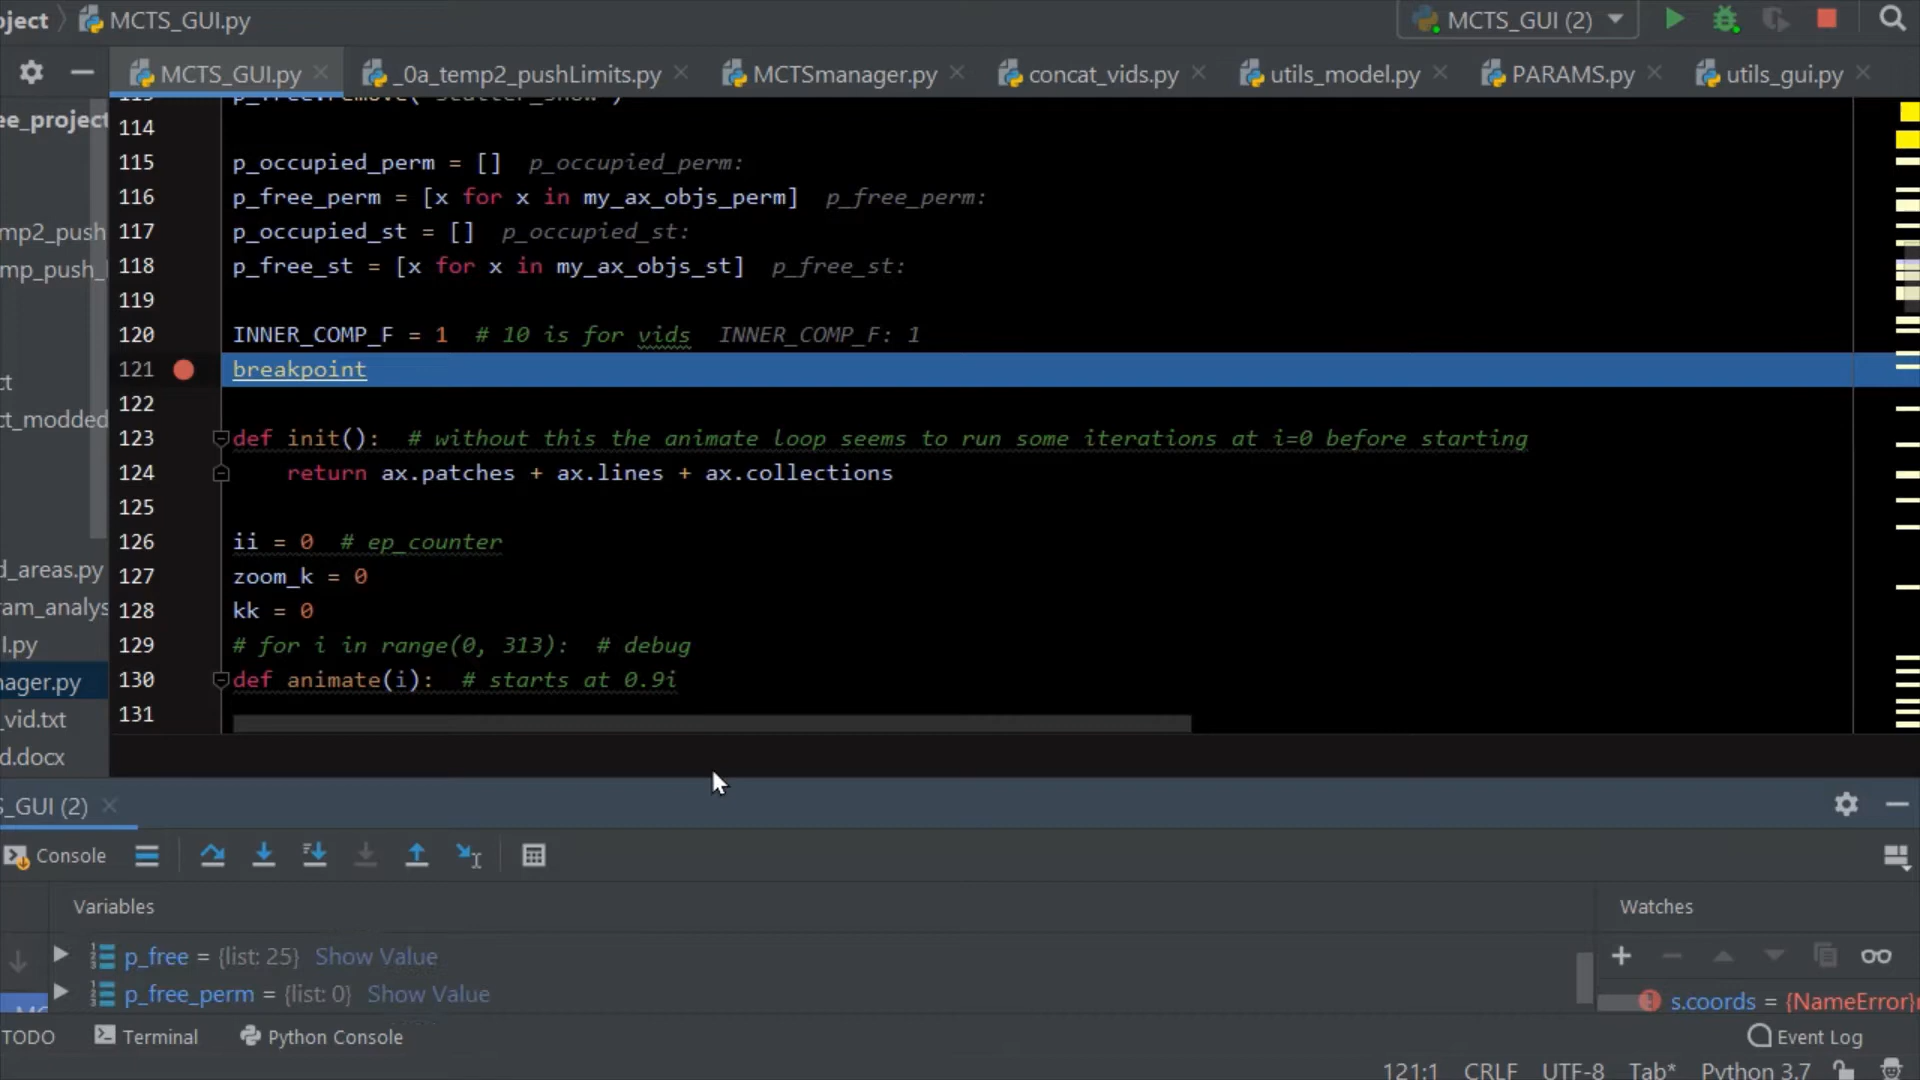 oject MCTS_GUI.py MCTS_GUI (2)
MCTS_GUI.py _0a_temp2_pushLimits.py MCTSmanager.py concat_vids.py utils_model.py PARAMS.py utils_gui.py
ee_project
mp2_push
mp_push_
ct
ct_modded
d_areas.py
ram_analys
l.py
nager.py
_vid.txt
d.docx
114
115 p_occupied_perm = [] p_occupied_perm:
116 p_free_perm = [x for x in my_ax_objs_perm] p_free_perm:
117 p_occupied_st = [] p_occupied_st:
118 p_free_st = [x for x in my_ax_objs_st] p_free_st:
119
120 INNER_COMP_F = 1 # 10 is for vids INNER_COMP_F: 1
121 breakpoint
122
123 def init(): # without this the animate loop seems to run some iterations at i=0 before starting
124 return ax.patches + ax.lines + ax.collections
125
126 ii = 0 # ep_counter
127 zoom_k = 0
128 kk = 0
129 # for i in range(0, 313): # debug
130 def animate(i): # starts at 0.9i
131
S_GUI (2)
Console
Variables Watches
p_free = {list: 25} Show Value
p_free_perm = {list: 0} Show Value
s.coords = {NameError}
TODO Terminal Python Console Event Log
121:1 CRLF UTF-8 Tab* Python 3.7